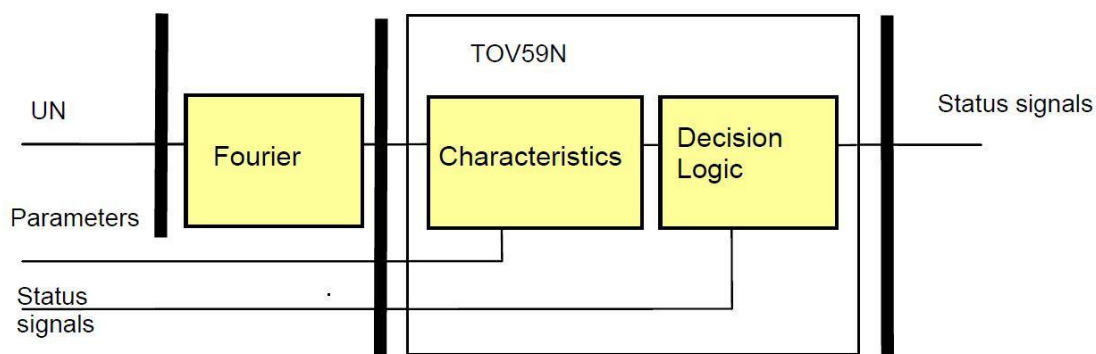 TOV59N
UN
Status signals
Fourier
Characteristics
Decision
Logic
Parameters
Status
signals